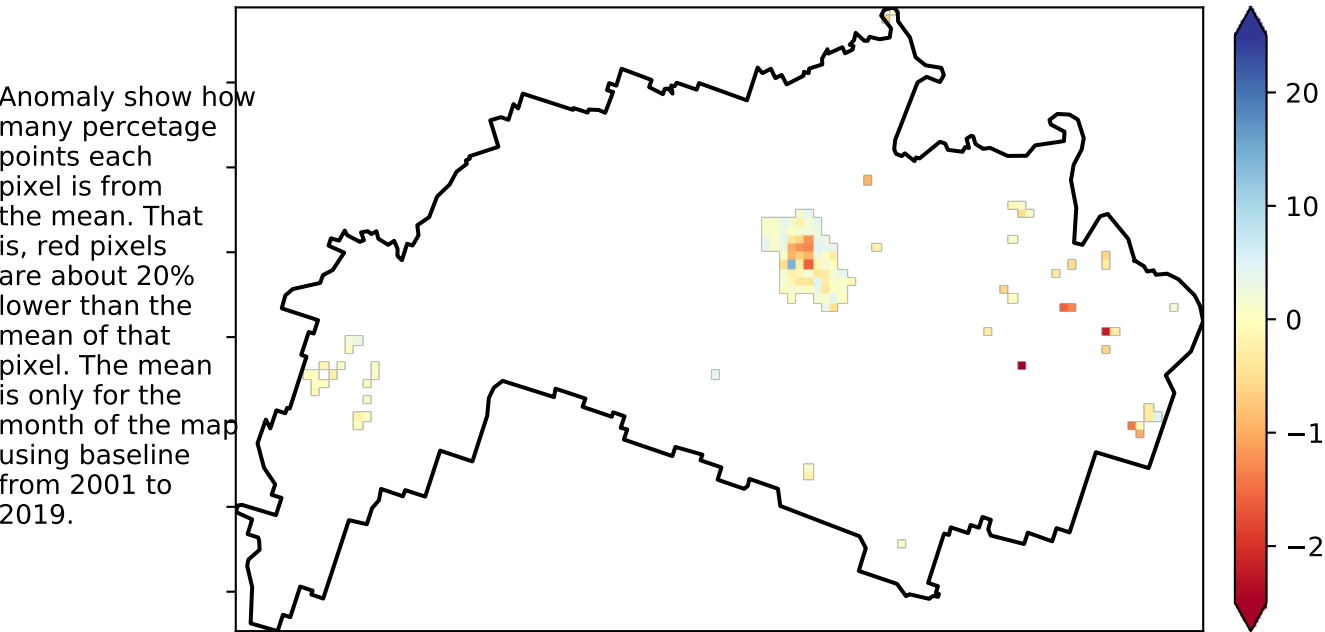 Anomaly show how
many percetage
points each
pixel is from
the mean. That
is, red pixels
are about 20%
lower than the
mean of that
pixel. The mean
is only for the
month of the map
using baseline
from 2001 to
2019.
20
10
0
−1
−2